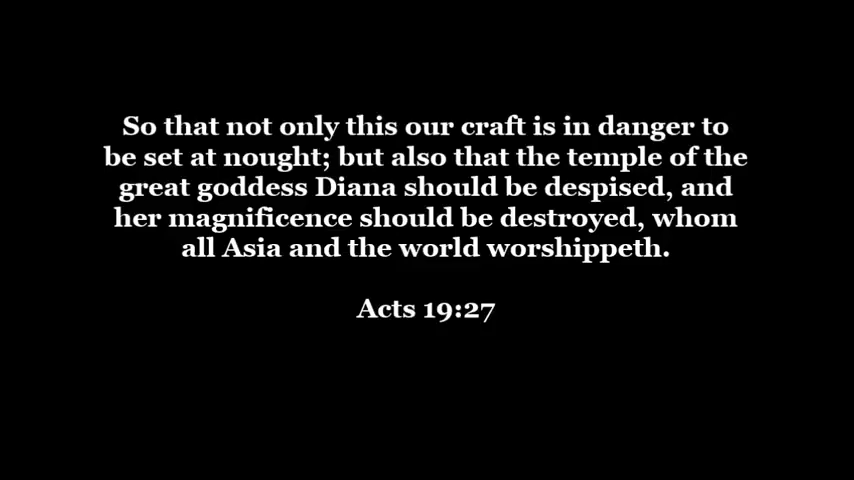 So that not only this our craft is in danger to
be set at nought; but also that the temple of the
great goddess Diana should be despised, and
her magnificence should be destroyed, whom
all Asia and the world worshippeth.
Acts 19:27